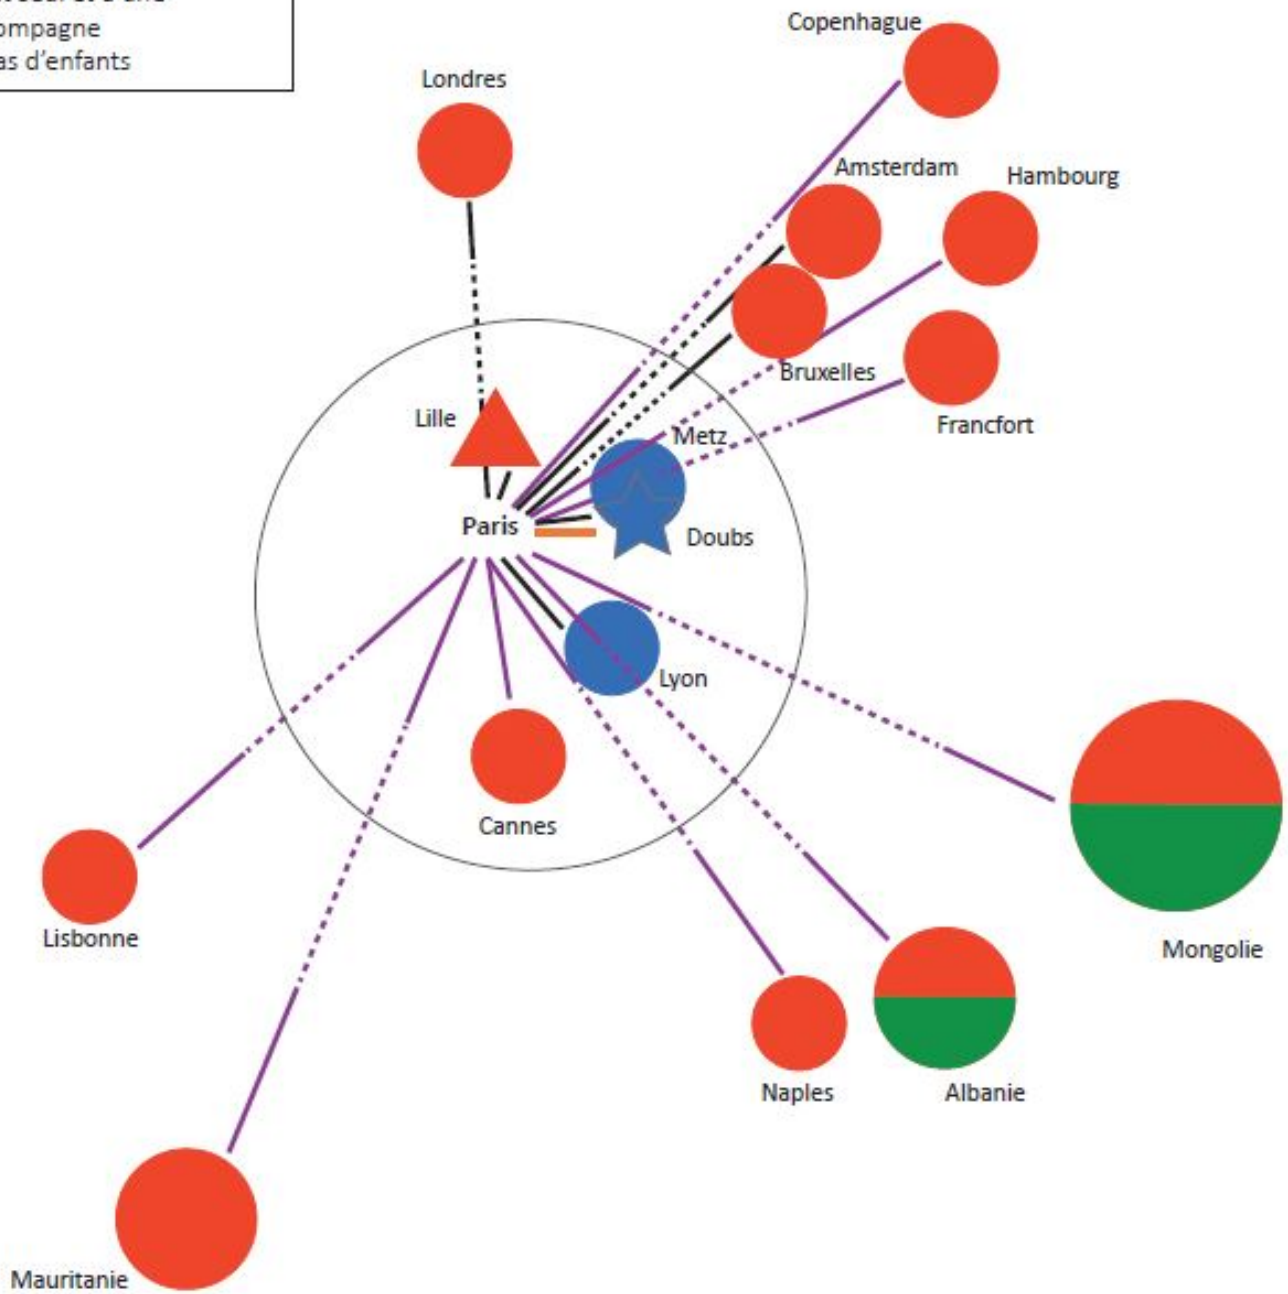 ompagne
as d'enfants
Copenhague
Londres
Amsterdam
Hambourg
Bruxelles
Francfort
Lille
Metz
Paris
Doubs
Lyon
Cannes
Lisbonne
Mongolie
Naples
Albanie
Mauritanie